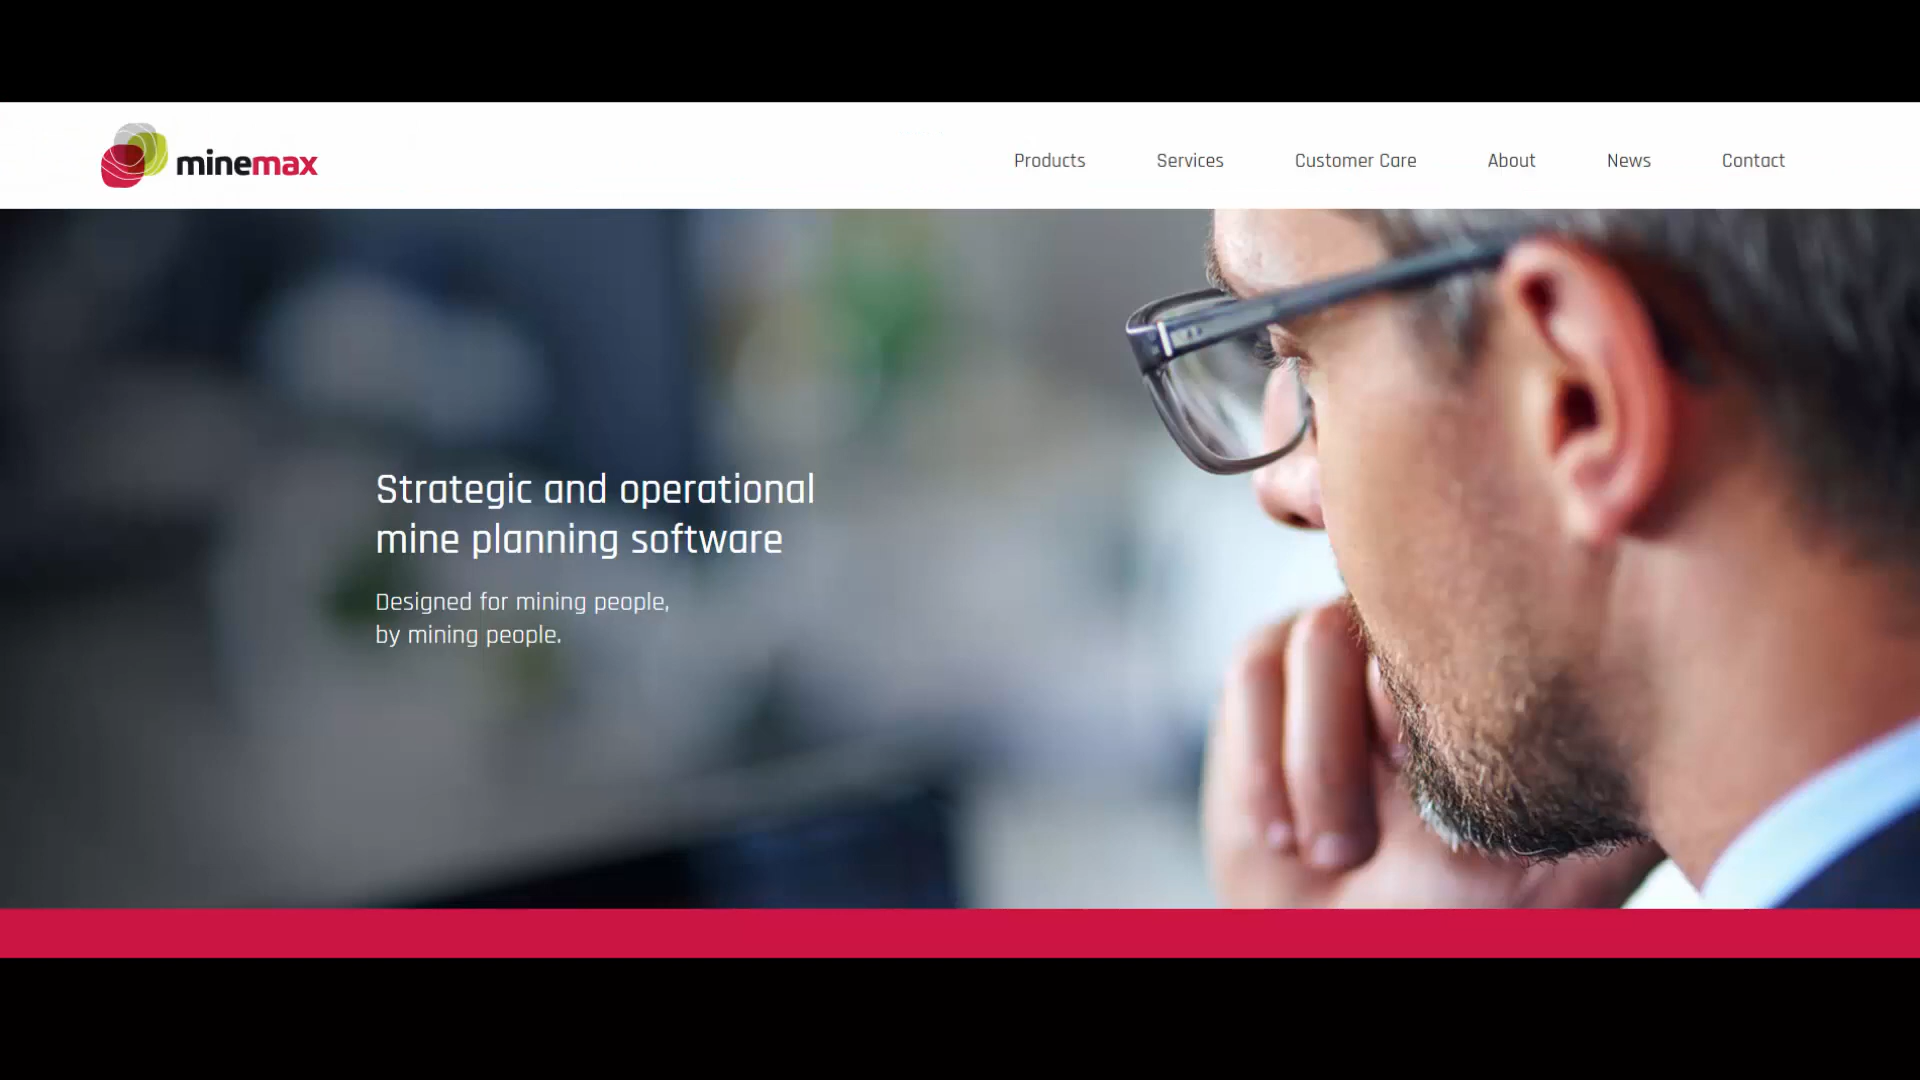 minemax
Products
Services
Customer Care
About
News
Contact
Strategic and operational
mine planning software
Designed for mining people,
by mining people.